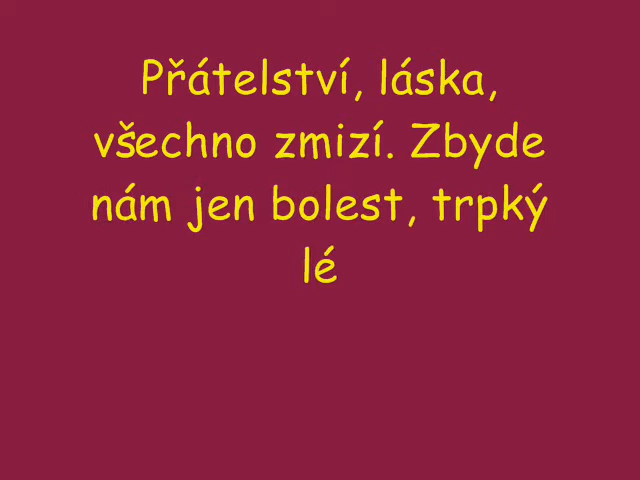 Přátelství, láska,
všechno zmizí. Zbyde
nám jen bolest, trpký
lé